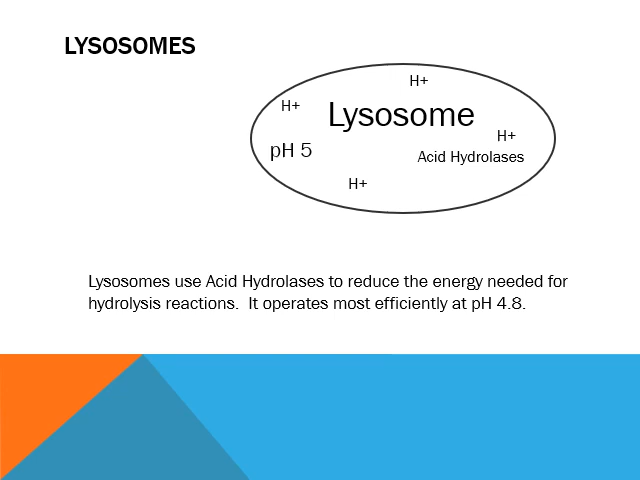 LYSOSOMES
H+
H+
Lysosome
H+
pH 5
Acid Hydrolases
H+
Lysosomes use Acid Hydrolases to reduce the energy needed for
hydrolysis reactions.  It operates most efficiently at pH 4.8.